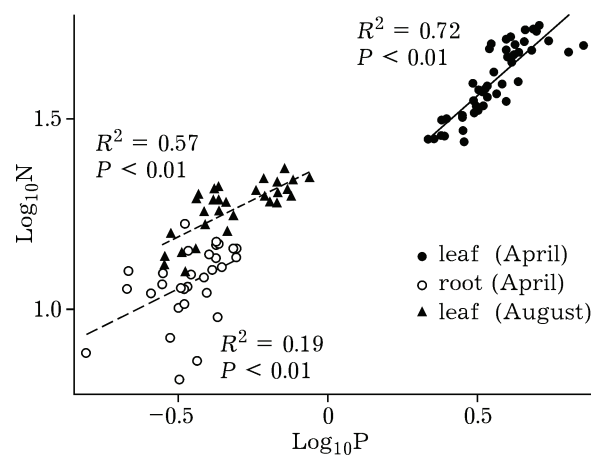 R² = 0.72
P < 0.01
1.5
R² = 0.57
P < 0.01
Log₁₀N
leaf (April)
root (April)
leaf (August)
1.0
R² = 0.19
P < 0.01
−0.5
0
0.5
Log₁₀P